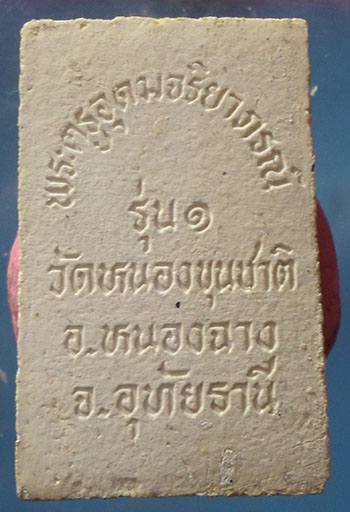 พระครูอุดมอริยาภรณ์
รุ่น ๑
วัดหนองขุนชาติ
อ.หนองฉาง
จ.อุทัยธานี